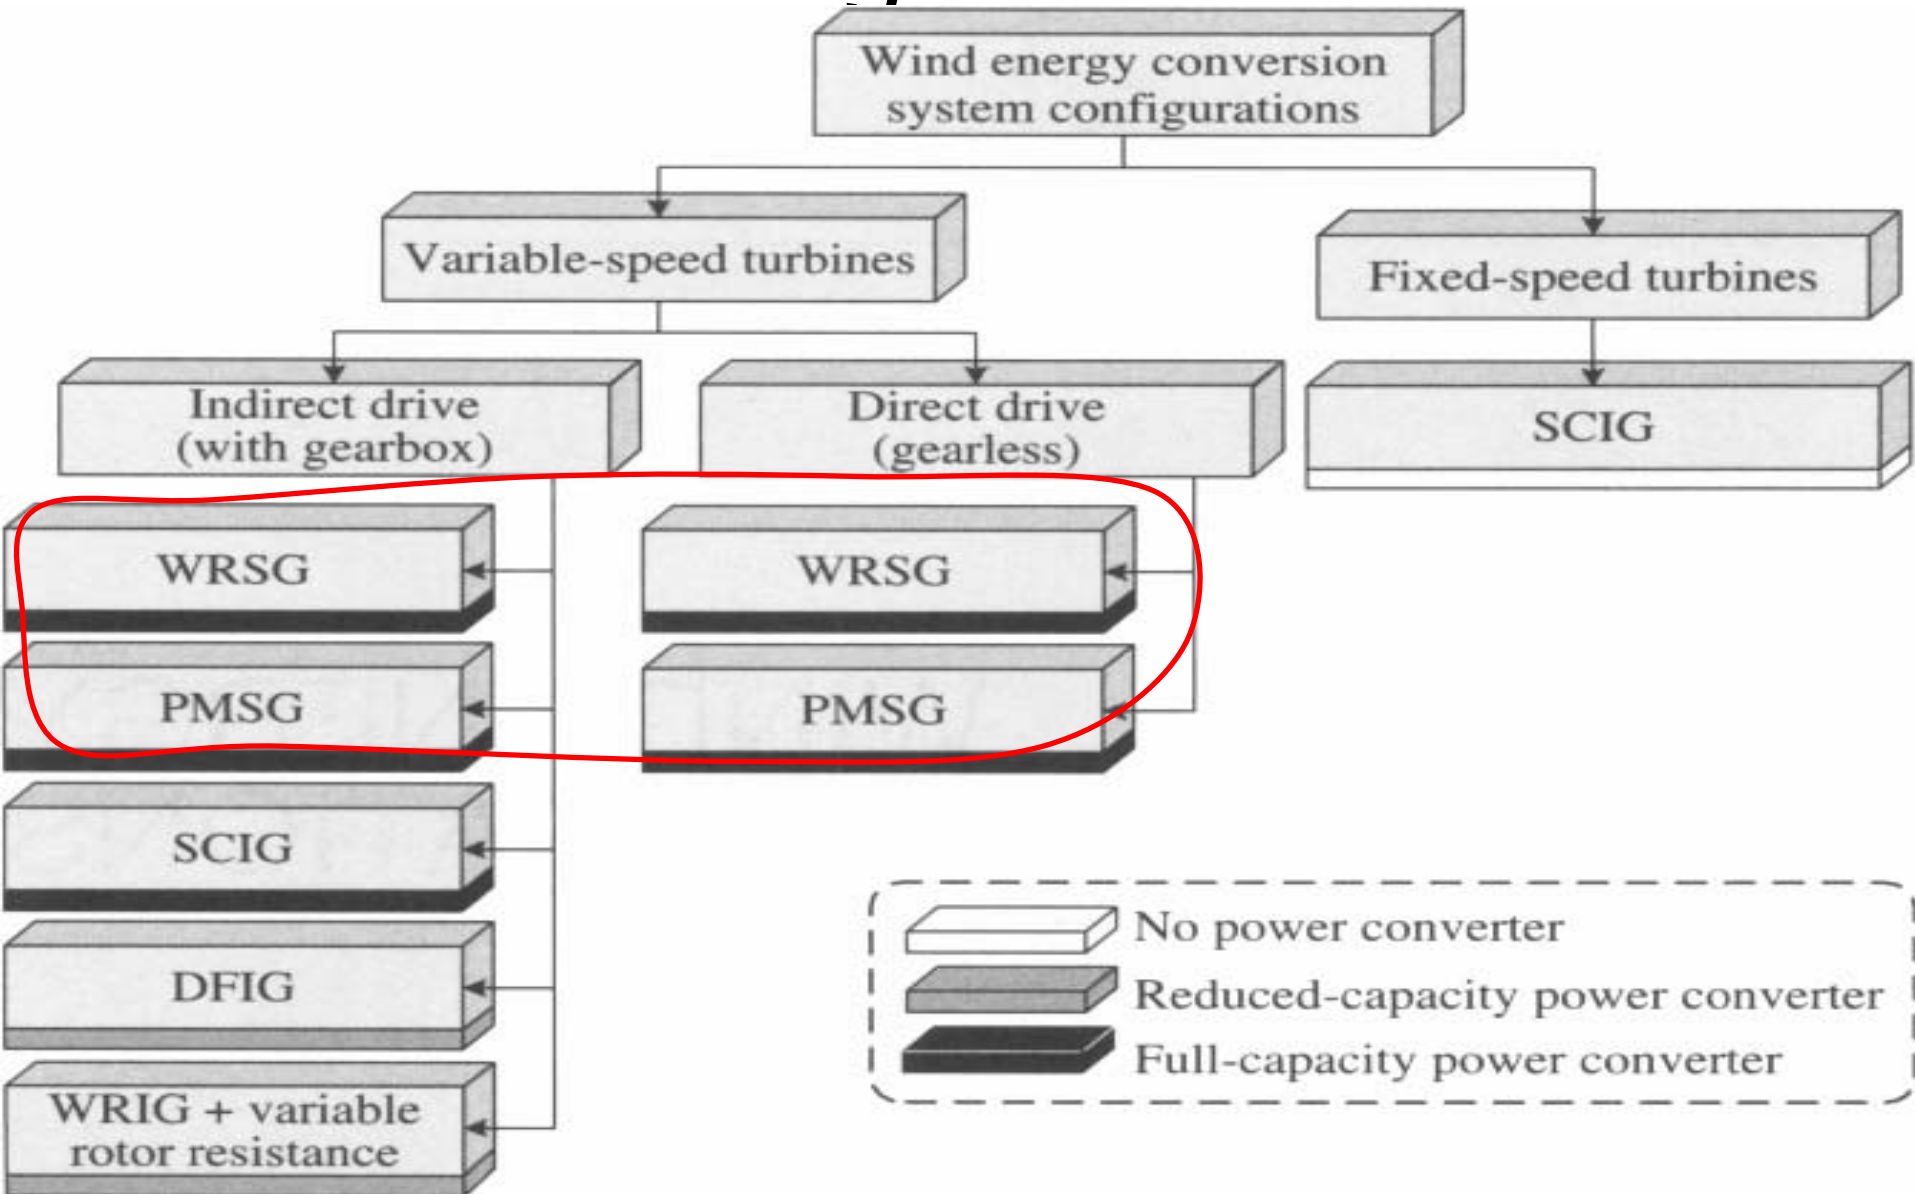 Wind energy conversion
system configurations
Variable-speed turbines
Fixed-speed turbines
Indirect drive
(with gearbox)
Direct drive
(gearless)
SCIG
WRSG
WRSG
PMSG
PMSG
SCIG
DFIG
WRIG + variable
rotor resistance
No power converter
Reduced-capacity power converter
Full-capacity power converter